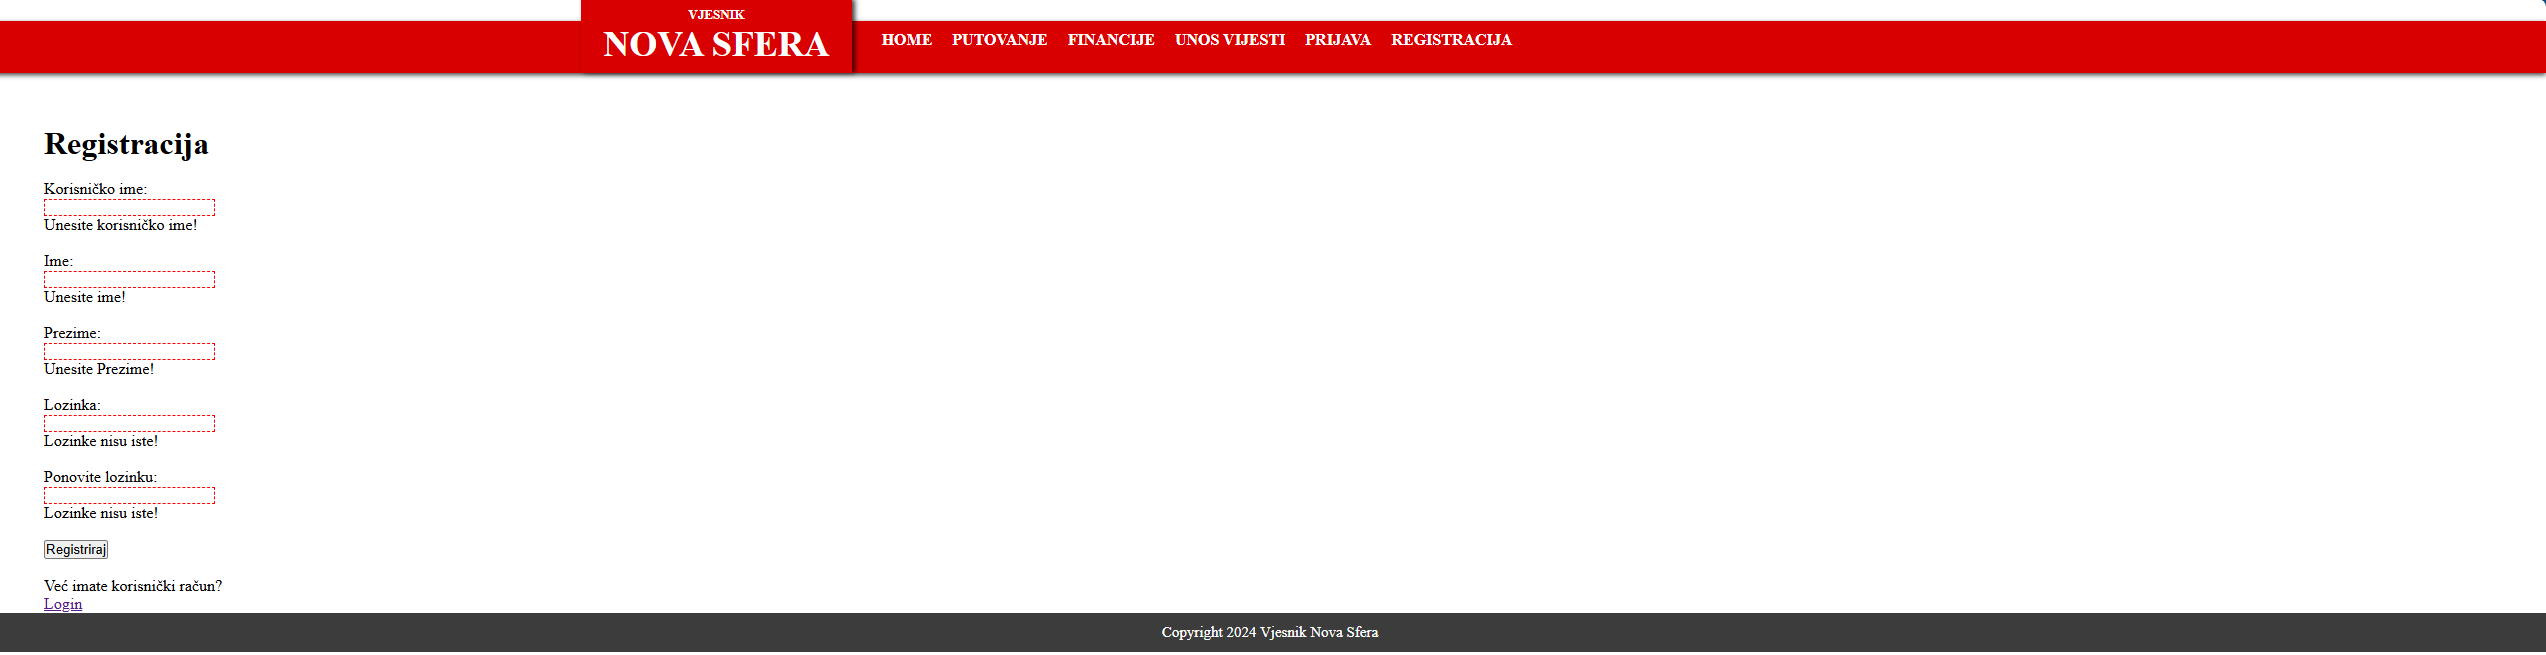 VJESNIK
NOVA SFERA
HOME PUTOVANJE FINANCIJE UNOS VIJESTI PRIJAVA REGISTRACIJA
Registracija
Korisničko ime:
Unesite korisničko ime!
Ime:
Unesite ime!
Prezime:
Unesite Prezime!
Lozinka:
Lozinke nisu iste!
Ponovite lozinku:
Lozinke nisu iste!
Registriraj
Već imate korisnički račun?
Login
Copyright 2024 Vjesnik Nova Sfera